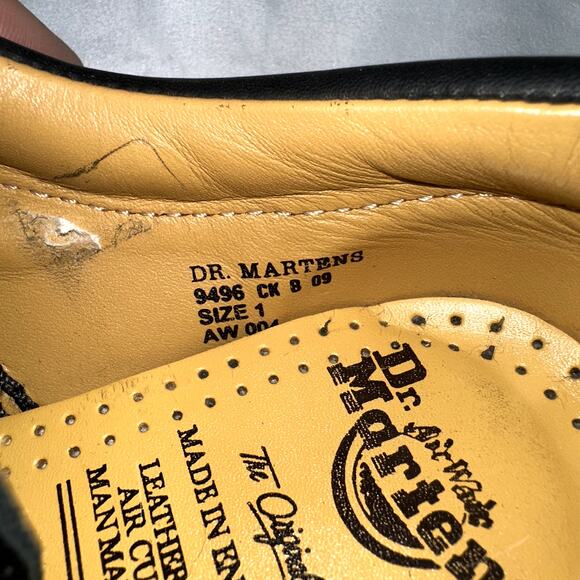 DR. MARTENS
9496 CK 8 09
SIZE 1
AW 004
Dr. Martens
Air Wair
The Original
MADE IN EN
LEATHER
AIR CU
MAN MA